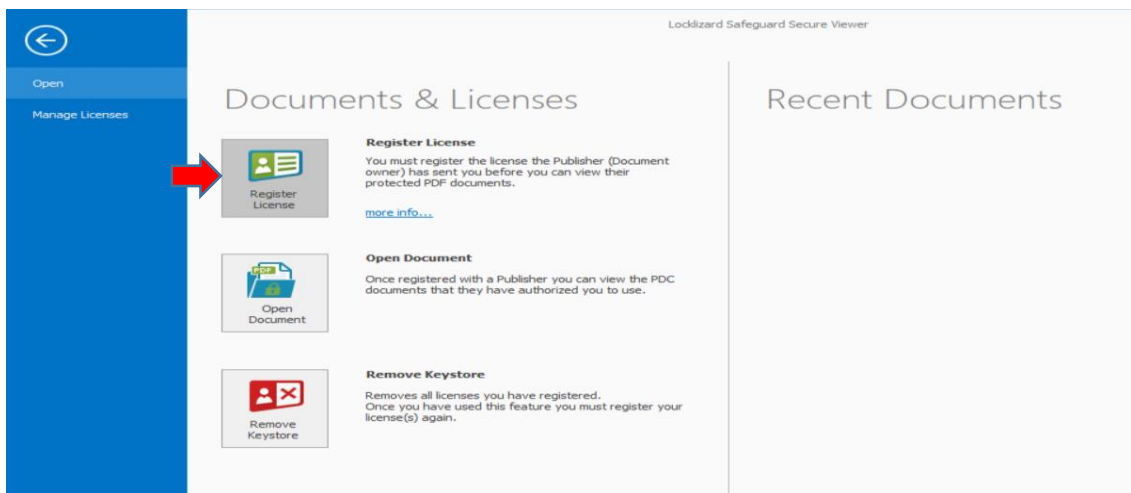 Locklizard Safeguard Secure Viewer
Open
Manage Licenses
Documents & Licenses
Register
License
Register License
You must register the license the Publisher (Document
owner) has sent you before you can view their
protected PDF documents.
more info...
PDF
Open
Document
Open Document
Once registered with a Publisher you can view the PDC
documents that they have authorized you to use.
Remove
Keystore
Remove Keystore
Removes all licenses you have registered.
Once you have used this feature you must register your
license(s) again.
Recent Documents